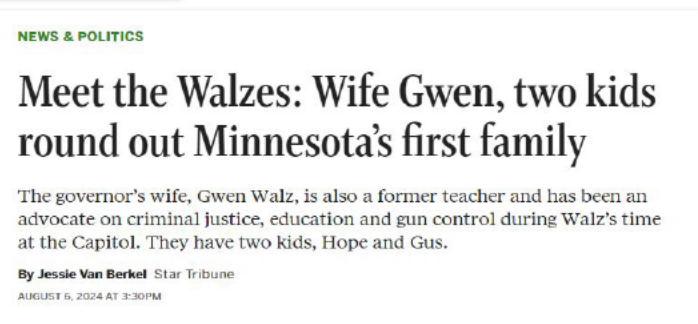 NEWS & POLITICS
Meet the Walzes: Wife Gwen, two kids
round out Minnesota's first family
The governor's wife, Gwen Walz, is also a former teacher and has been an
advocate on criminal justice, education and gun control during Walz's time
at the Capitol. They have two kids, Hope and Gus.
By Jessie Van Berkel Star Tribune
AUGUST 6, 2024 AT 3:30PM